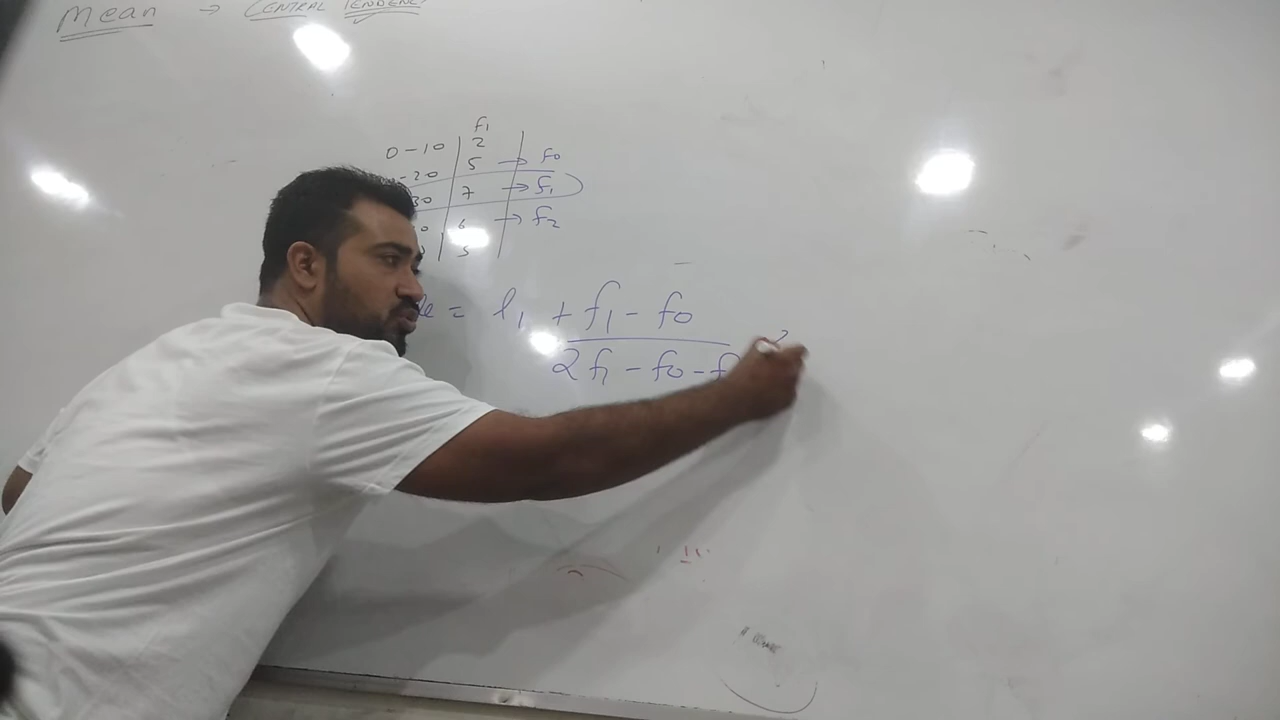 Mean → CENTRAL TENDENC
f₁
0-10 2
-20 5 → f₀
30 7 → f₁
0 6 → f₂
5
= l₁ + f₁ - f₀
2f₁ - f₀ - f